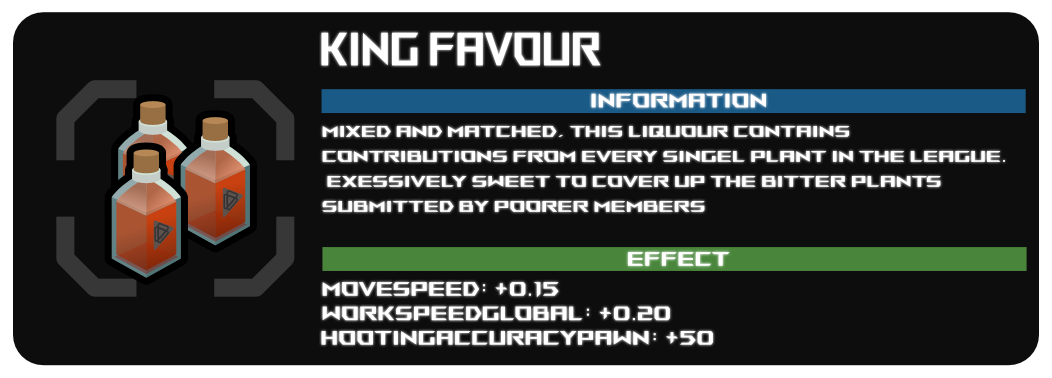 KING FAVOUR
INFORMATION
MIXED AND MATCHED, THIS LIQUOUR CONTAINS
CONTRIBUTIONS FROM EVERY SINGEL PLANT IN THE LEAGUE.
EXESSIVELY SWEET TO COVER UP THE BITTER PLANTS
SUBMITTED BY POORER MEMBERS
EFFECT
MOVESPEED: +0.15
WORKSPEEDGLOBAL: +0.20
HOOTINGACCURACYPAWN: +50